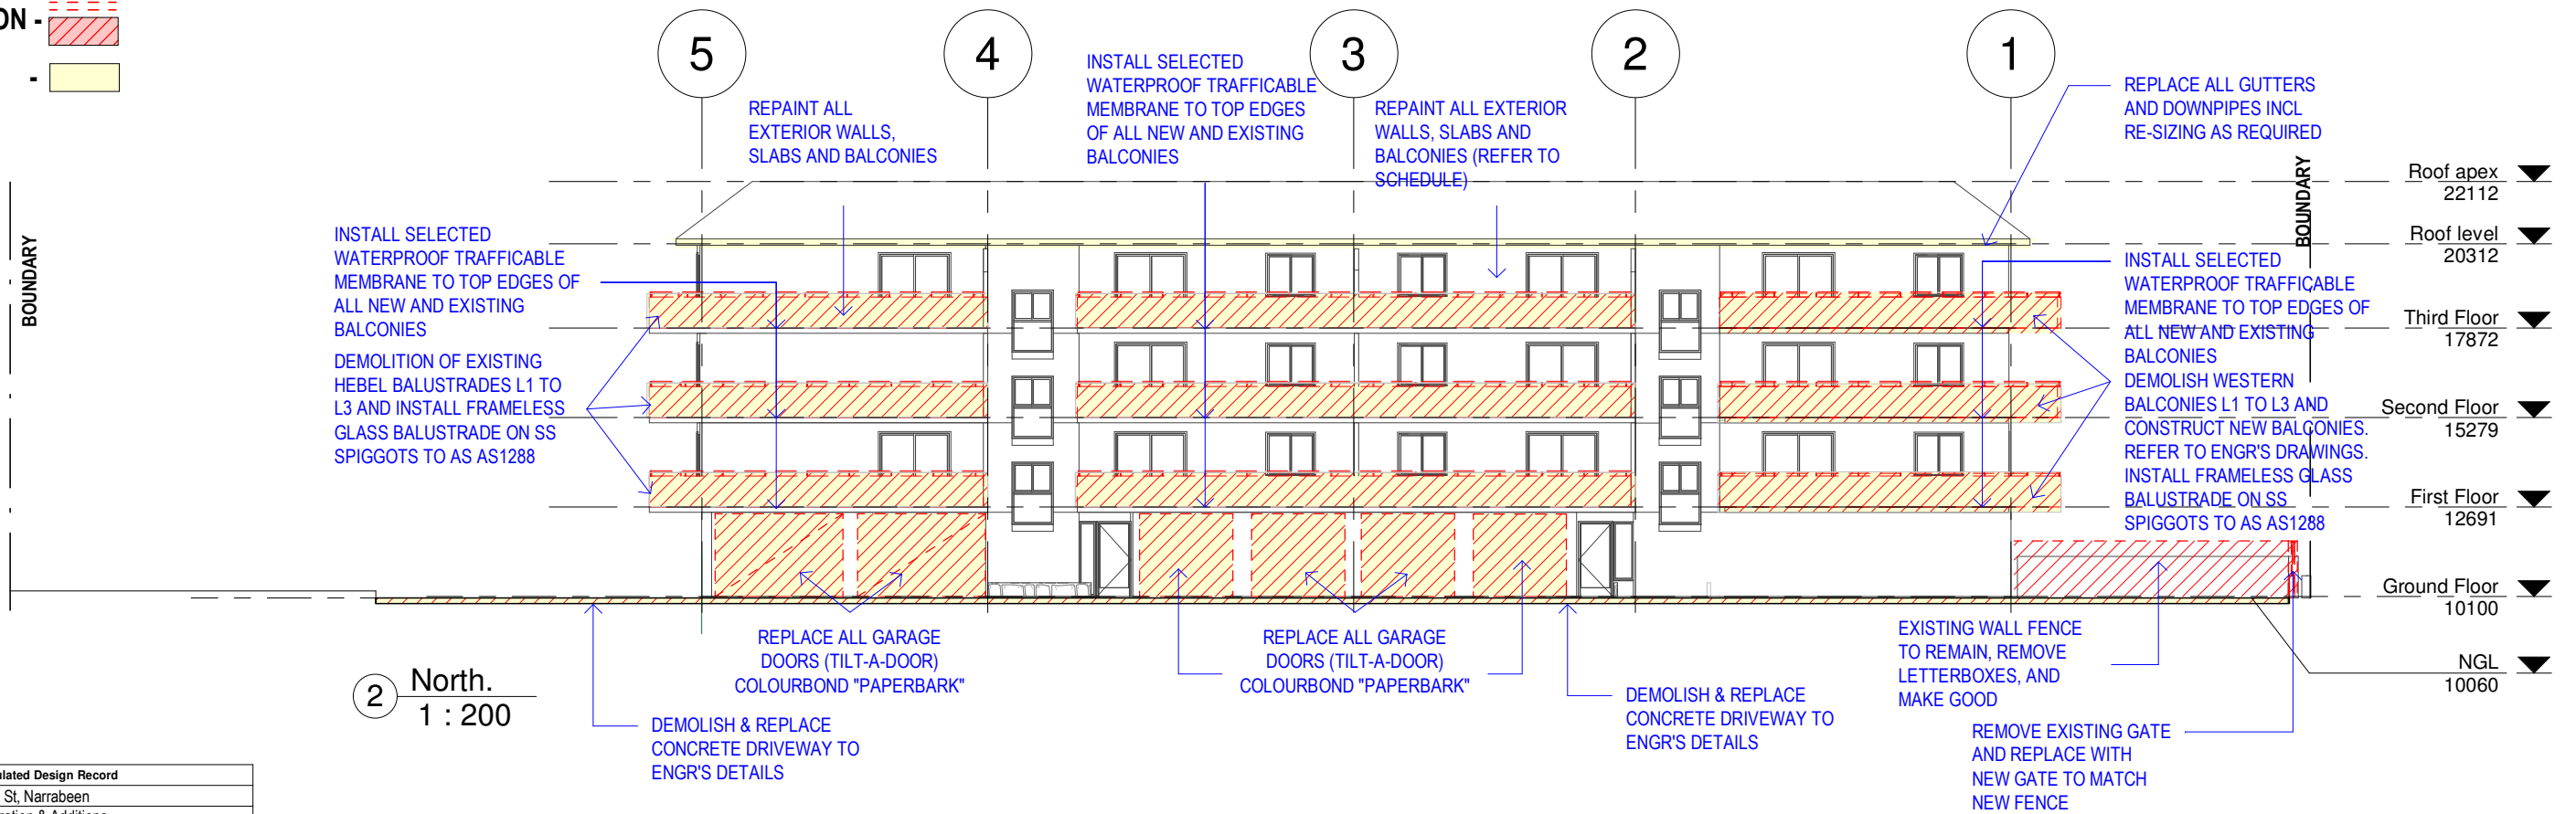 ON -
-
5
4
3
2
1
REPAINT ALL
EXTERIOR WALLS,
SLABS AND BALCONIES
INSTALL SELECTED
WATERPROOF TRAFFICABLE
MEMBRANE TO TOP EDGES
OF ALL NEW AND EXISTING
BALCONIES
REPAINT ALL EXTERIOR
WALLS, SLABS AND
BALCONIES (REFER TO
SCHEDULE)
REPLACE ALL GUTTERS
AND DOWNPIPES INCL
RE-SIZING AS REQUIRED
BOUNDARY
BOUNDARY
Roof apex
22112
Roof level
20312
Third Floor
17872
Second Floor
15279
First Floor
12691
Ground Floor
10100
NGL
10060
INSTALL SELECTED
WATERPROOF TRAFFICABLE
MEMBRANE TO TOP EDGES OF
ALL NEW AND EXISTING
BALCONIES
DEMOLITION OF EXISTING
HEBEL BALUSTRADES L1 TO
L3 AND INSTALL FRAMELESS
GLASS BALUSTRADE ON SS
SPIGGOTS TO AS AS1288
INSTALL SELECTED
WATERPROOF TRAFFICABLE
MEMBRANE TO TOP EDGES OF
ALL NEW AND EXISTING
BALCONIES
DEMOLISH WESTERN
BALCONIES L1 TO L3 AND
CONSTRUCT NEW BALCONIES.
REFER TO ENGR'S DRAWINGS.
INSTALL FRAMELESS GLASS
BALUSTRADE ON SS
SPIGGOTS TO AS AS1288
REPLACE ALL GARAGE
DOORS (TILT-A-DOOR)
COLOURBOND "PAPERBARK"
REPLACE ALL GARAGE
DOORS (TILT-A-DOOR)
COLOURBOND "PAPERBARK"
EXISTING WALL FENCE
TO REMAIN, REMOVE
LETTERBOXES, AND
MAKE GOOD
2
North.
1 : 200
DEMOLISH & REPLACE
CONCRETE DRIVEWAY TO
ENGR'S DETAILS
DEMOLISH & REPLACE
CONCRETE DRIVEWAY TO
ENGR'S DETAILS
REMOVE EXISTING GATE
AND REPLACE WITH
NEW GATE TO MATCH
NEW FENCE
ulated Design Record
St, Narrabeen
& Additions